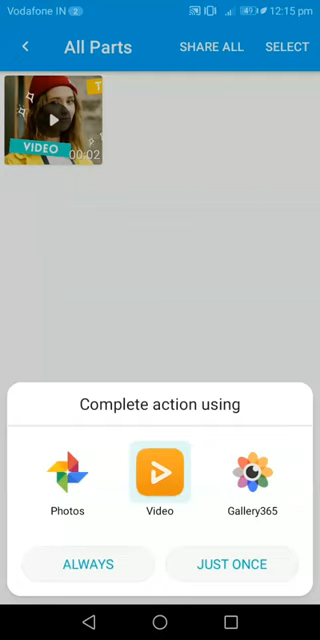 Vodafone IN 2 49 12:15 pm
All Parts SHARE ALL SELECT
T
VIDEO
00:02
Complete action using
Photos Video Gallery365
ALWAYS JUST ONCE